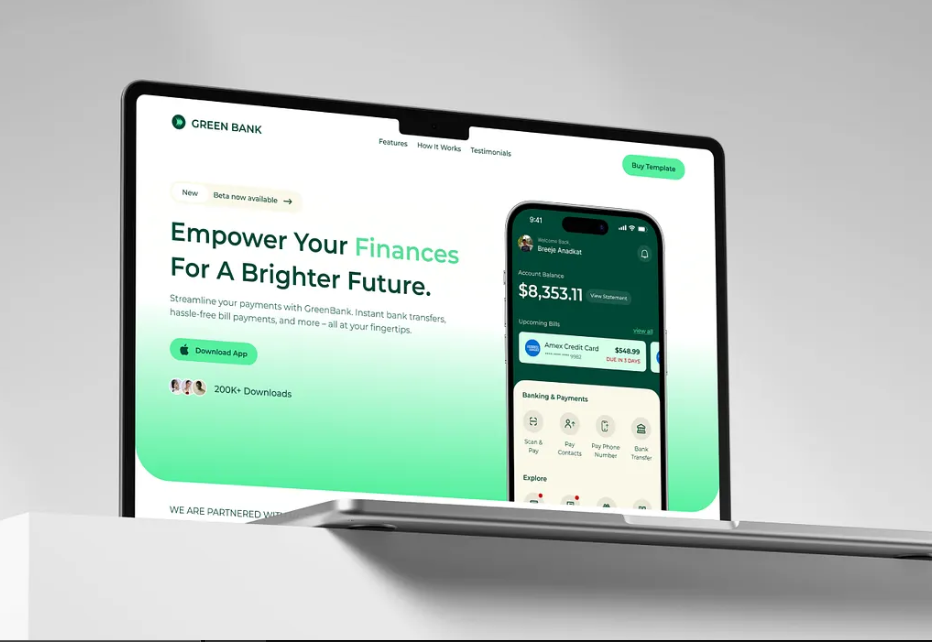 GREEN BANK
Features How It Works Testimonials
Buy Template
New Beta now available →
Empower Your Finances
For A Brighter Future.
Streamline your payments with GreenBank. Instant bank transfers,
hassle-free bill payments, and more – all at your fingertips.
Download App
200K+ Downloads
WE ARE PARTNERED WITH
9:41
Welcome Back,
Breeje Anadkat
Account Balance
$8,353.11 View Statement
Upcoming Bills view all
Amex Credit Card $548.99
9982 DUE IN 3 DAYS
Banking & Payments
Scan & Pay
Pay Contacts
Pay Phone Number
Bank Transfer
Explore